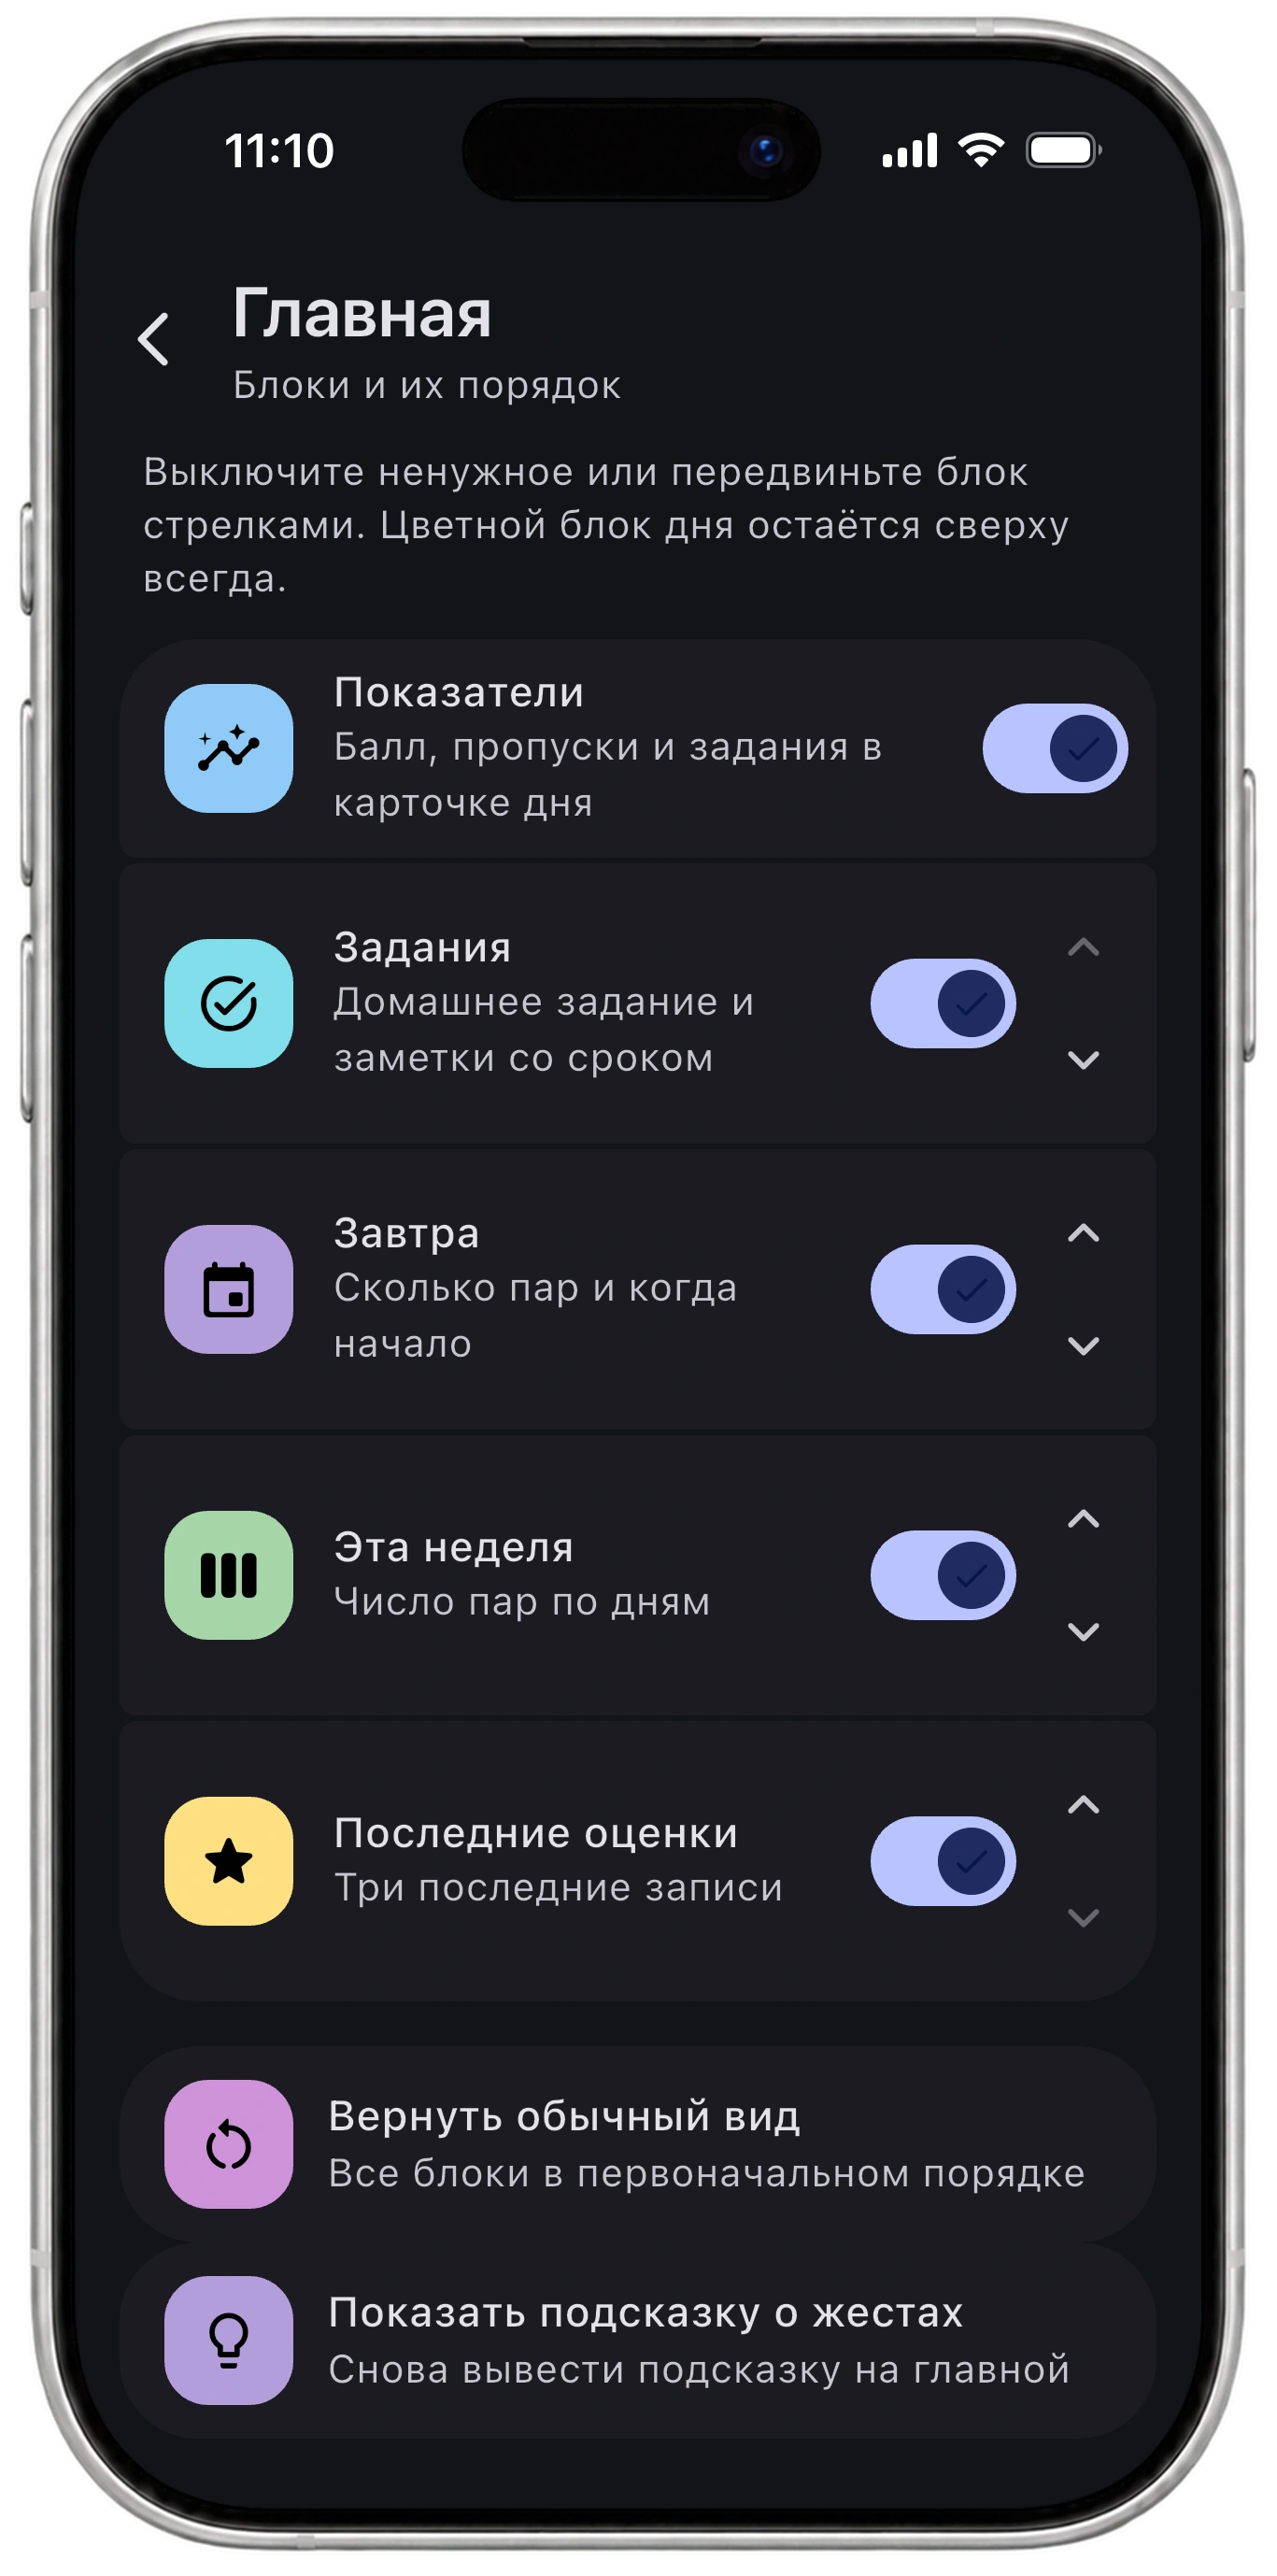 11:10
Главная
Блоки и их порядок
Выключите ненужное или передвиньте блок
стрелками. Цветной блок дня остаётся сверху
всегда.
Показатели
Балл, пропуски и задания в
карточке дня
Задания
Домашнее задание и
заметки со сроком
Завтра
Сколько пар и когда
начало
Эта неделя
Число пар по дням
Последние оценки
Три последние записи
Вернуть обычный вид
Все блоки в первоначальном порядке
Показать подсказку о жестах
Снова вывести подсказку на главной